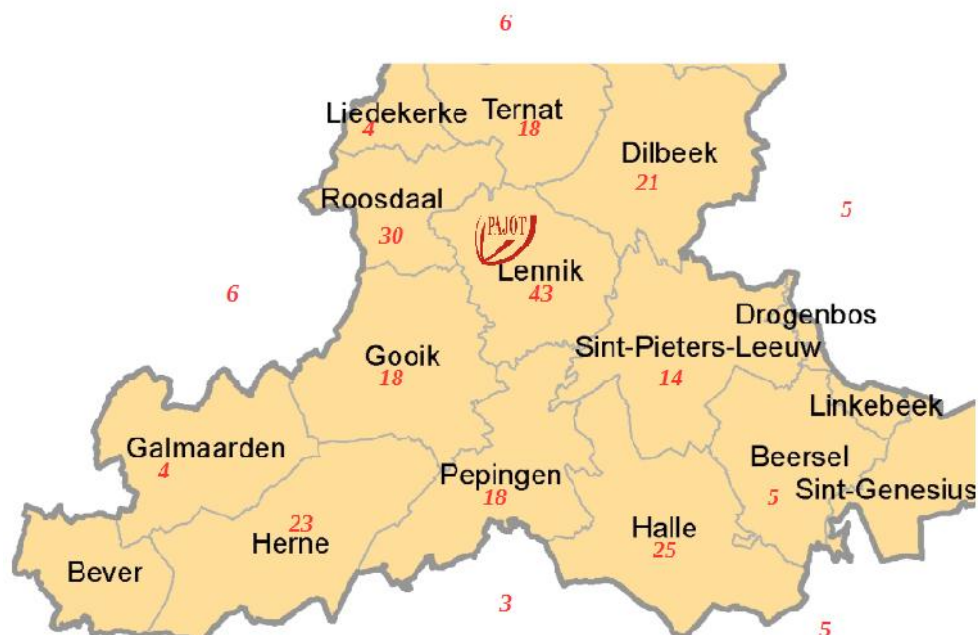 6
Liedekerke
4
Ternat
18
Dilbeek
21
Roosdaal
30
PAJOT
5
Lennik
43
6
Drogenbos
Gooik
18
Sint-Pieters-Leeuw
14
Linkebeek
Galmaarden
4
Beersel
5
Pepingen
18
Sint-Genesius
23
Herne
Halle
25
Bever
3
5